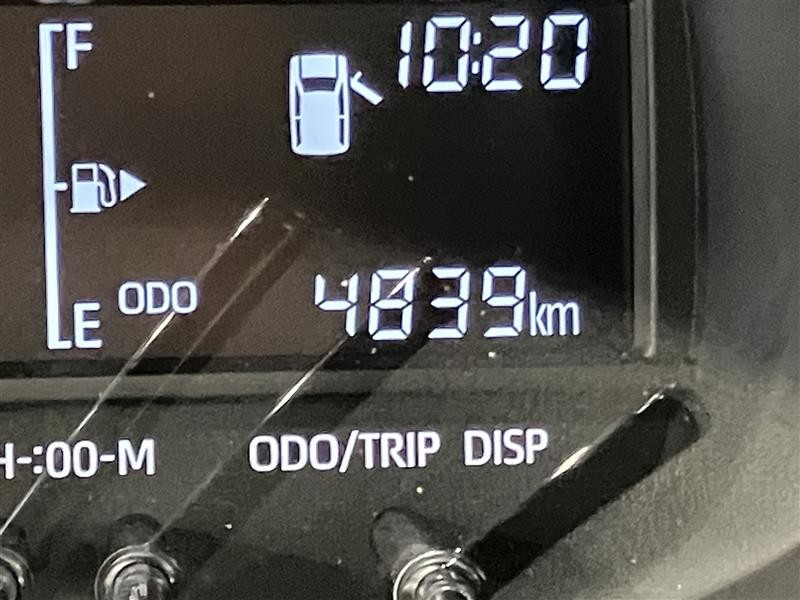 F
10:20
E
ODO 4839km
H-:00-M ODO/TRIP DISP